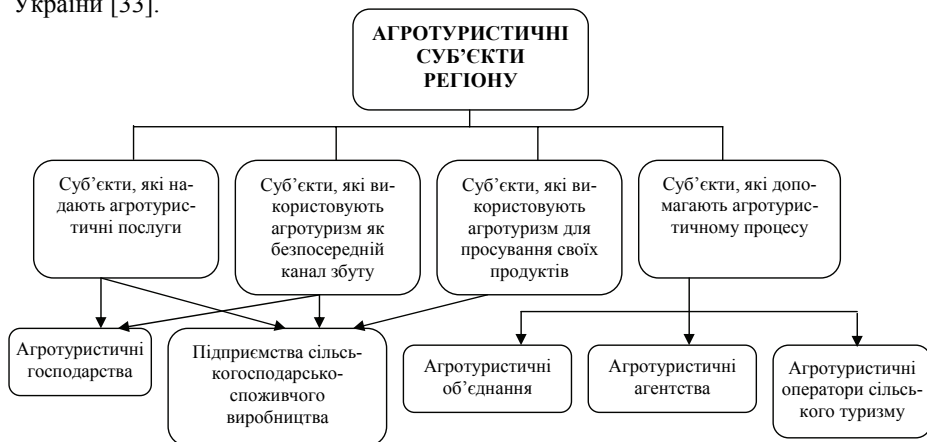 України [33].
АГРОТУРИСТИЧНІ
СУБ’ЄКТИ
РЕГІОНУ
Суб’єкти, які на-
дають агротурис-
тичні послуги
Суб’єкти, які ви-
користовують
агротуризм як
безпосередній
канал збуту
Суб’єкти, які ви-
користовують
агротуризм для
просування своїх
продуктів
Суб’єкти, які допо-
магають агротурис-
тичному процесу
Агротуристичні
господарства
Підприємства сільсь-
когосподарсько-
споживчого
виробництва
Агротуристичні
об’єднання
Агротуристичні
агентства
Агротуристичні
оператори сільсь-
кого туризму